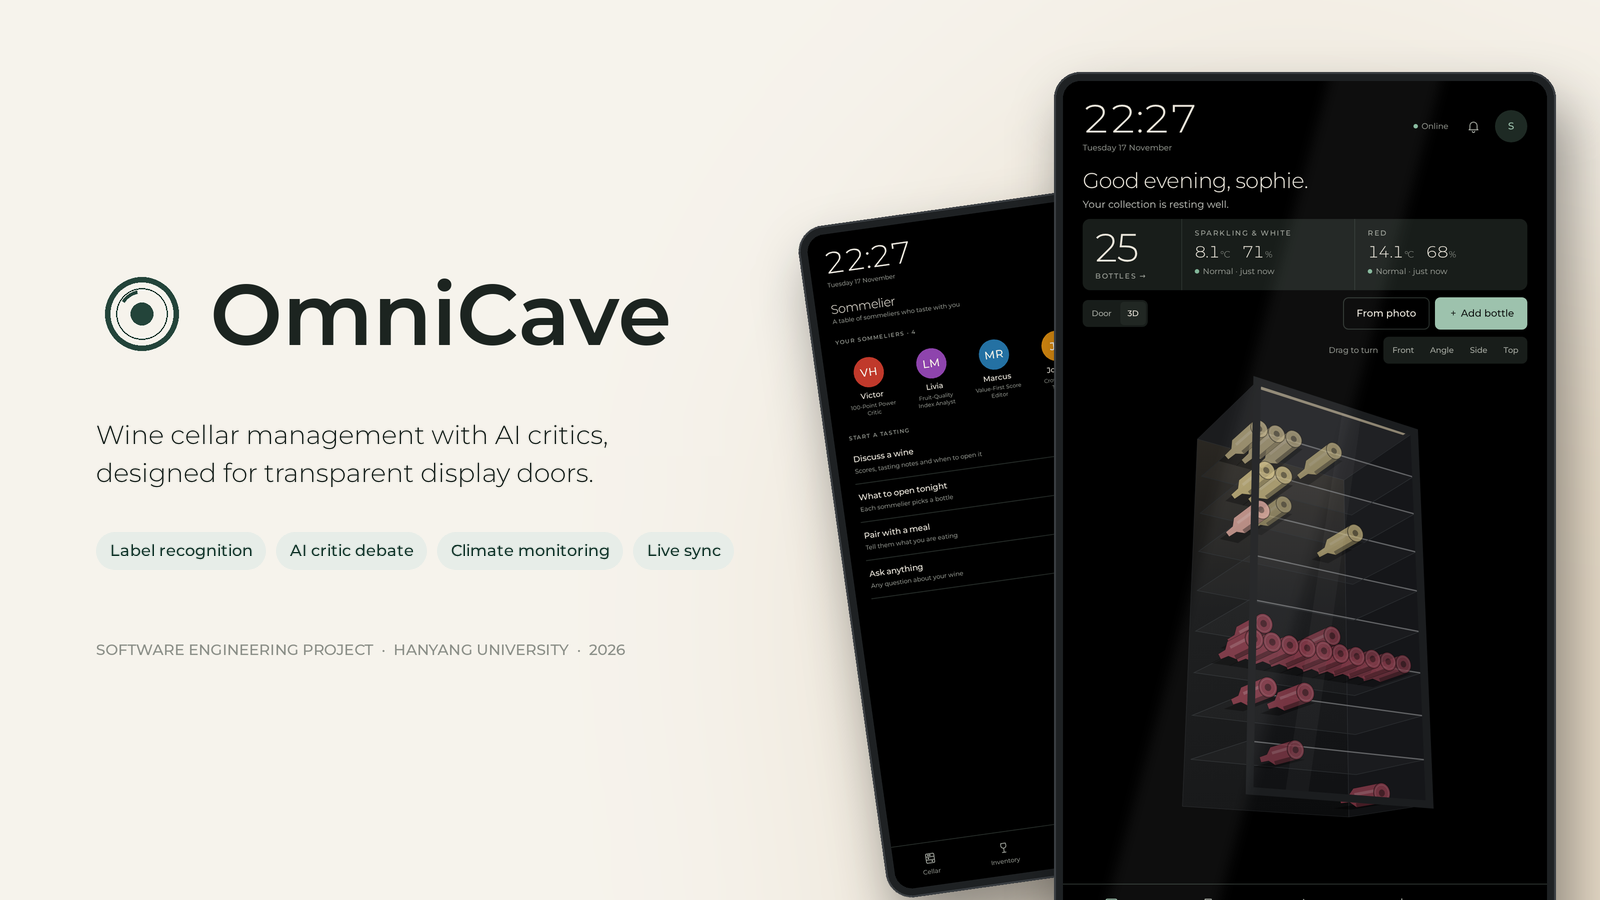 OmniCave
Wine cellar management with AI critics,
designed for transparent display doors.
Label recognition
AI critic debate
Climate monitoring
Live sync
SOFTWARE ENGINEERING PROJECT · HANYANG UNIVERSITY · 2026
22:27
Tuesday 17 November
Sommelier
A table of sommeliers who taste with you
YOUR SOMMELIERS · 4
VH
Victor
100-Point Power
Critic
LM
Livia
Fruit-Quality
Index Analyst
MR
Marcus
Value-First Score
Editor
START A TASTING
Discuss a wine
Scores, tasting notes and when to open it
What to open tonight
Each sommelier picks a bottle
Pair with a meal
Tell them what you are eating
Ask anything
Any question about your wine
Cellar
Inventory
22:27
Tuesday 17 November
Online
S
Good evening, sophie.
Your collection is resting well.
25
BOTTLES →
SPARKLING & WHITE
8.1°C 71%
Normal · just now
RED
14.1°C 68%
Normal · just now
Door
3D
From photo
+ Add bottle
Drag to turn
Front
Angle
Side
Top